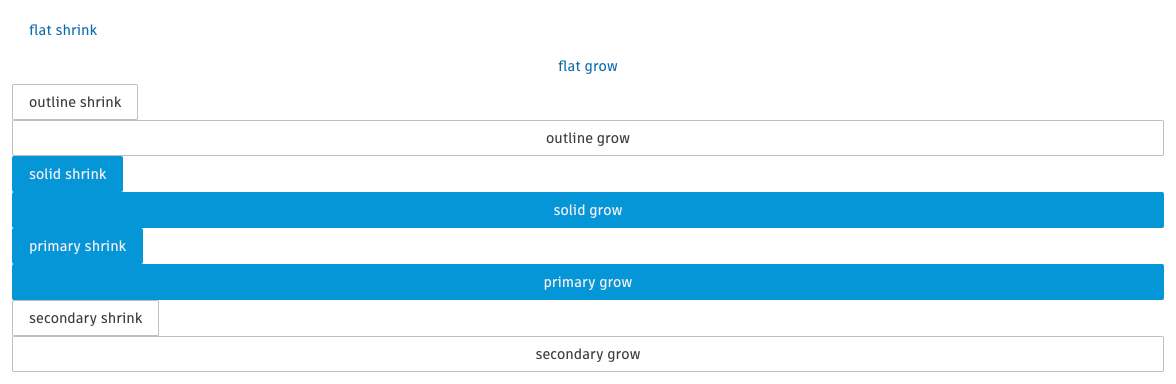 flat shrink
flat grow
outline shrink
outline grow
solid shrink
solid grow
primary shrink
primary grow
secondary shrink
secondary grow